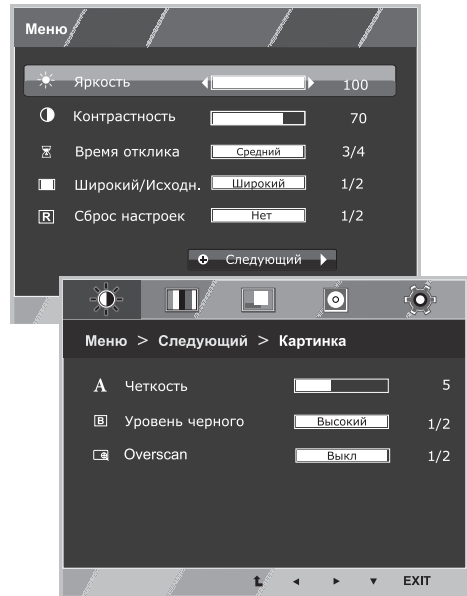 Меню
Яркость 100
Контрастность 70
Время отклика Средний 3/4
Широкий/Исходн. Широкий 1/2
R Сброс настроек Нет 1/2
Следующий
Меню > Следующий > Картинка
A Четкость 5
B Уровень черного Высокий 1/2
Overscan Выкл 1/2
EXIT